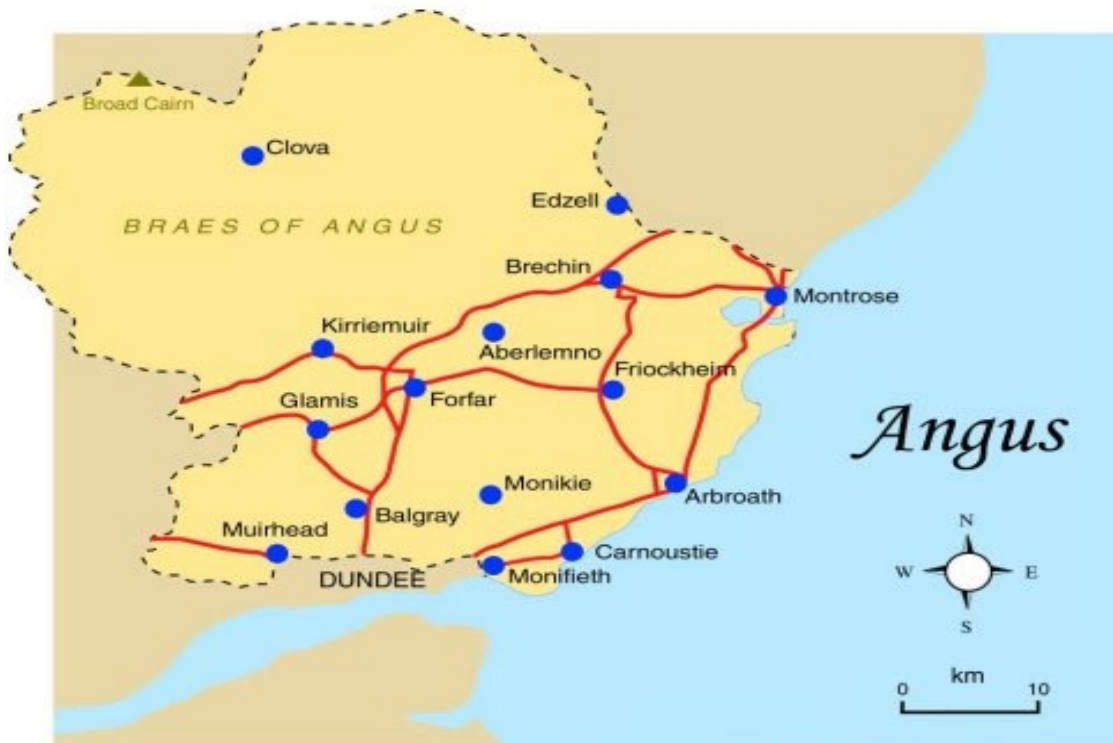 Broad Cairn
Clova
Edzell
BRAES OF ANGUS
Brechin
Montrose
Kirriemuir
Aberlemno
Friockheim
Glamis
Forfar
Angus
Monikie
Arbroath
Balgray
Muirhead
Carnoustie
DUNDEE
Monifieth
N
W
E
S
km
0
10